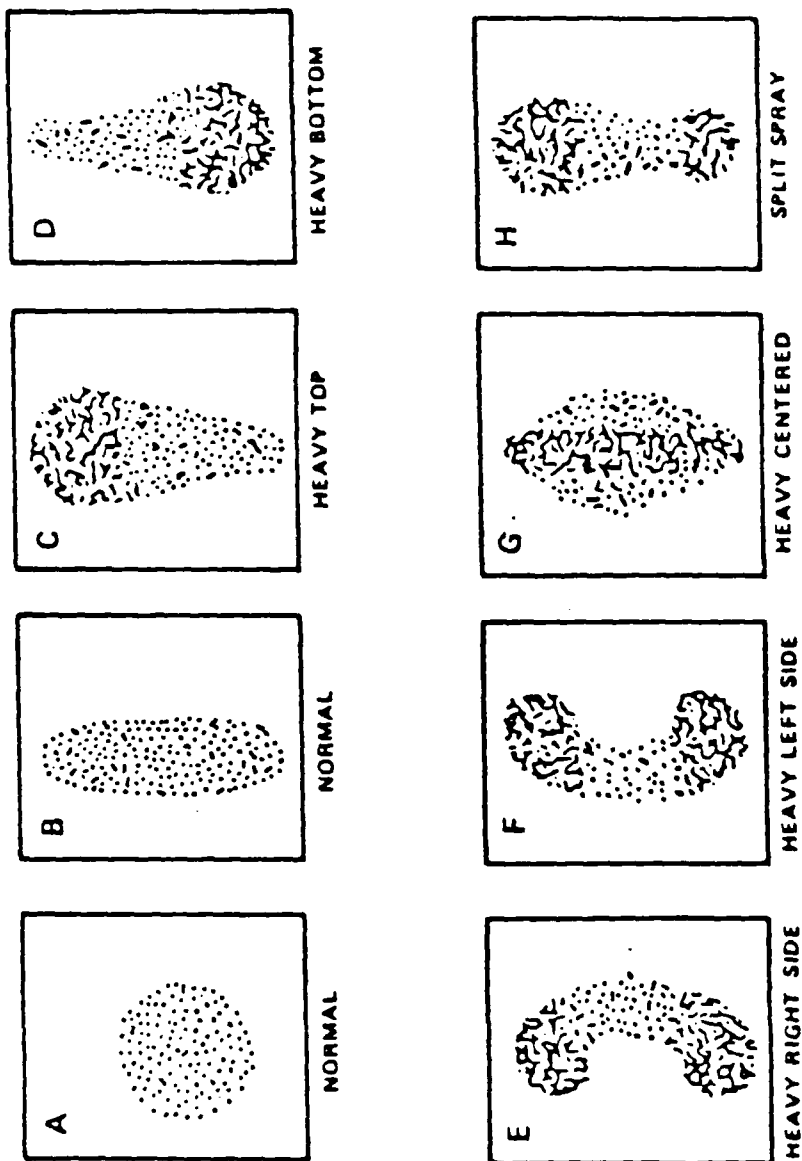 A
NORMAL
B
NORMAL
C
HEAVY TOP
D
HEAVY BOTTOM
E
HEAVY RIGHT SIDE
F
HEAVY LEFT SIDE
G
HEAVY CENTERED
H
SPLIT SPRAY